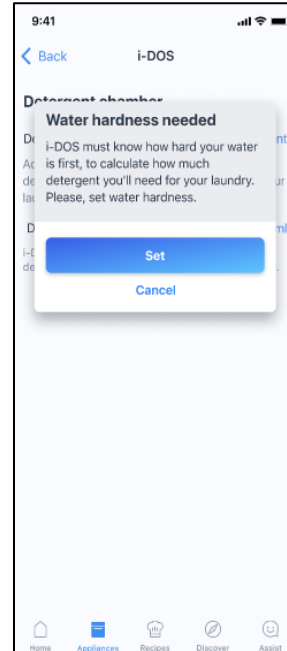 9:41
Back
i-DOS
Detergent chamber
Water hardness needed
i-DOS must know how hard your water
is first, to calculate how much
detergent you'll need for your laundry.
Please, set water hardness.
Set
Cancel
Home Appliances Recipes Discover Assist